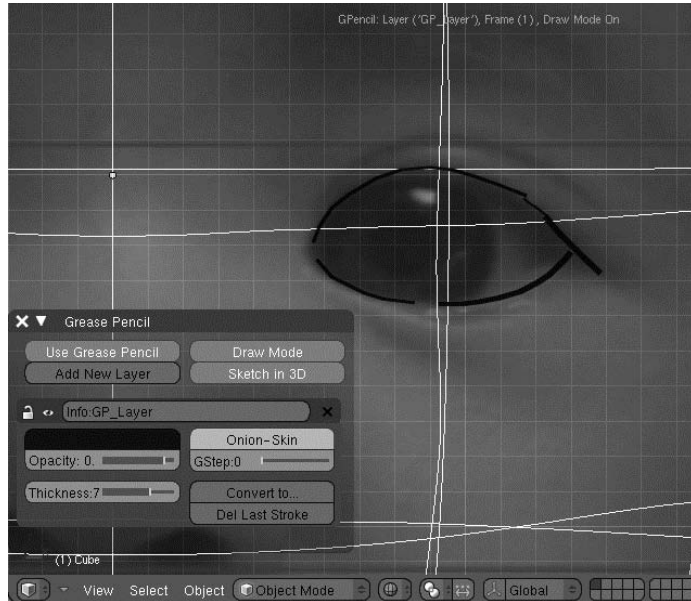 GPencil: Layer ('GP_Layer'), Frame (1) , Draw Mode On
Grease Pencil
Use Grease Pencil
Draw Mode
Add New Layer
Sketch in 3D
Info:GP_Layer
Onion-Skin
Opacity: 0.
GStep:0
Thickness:7
Convert to...
Del Last Stroke
(1) Cube
View Select Object Object Mode Global